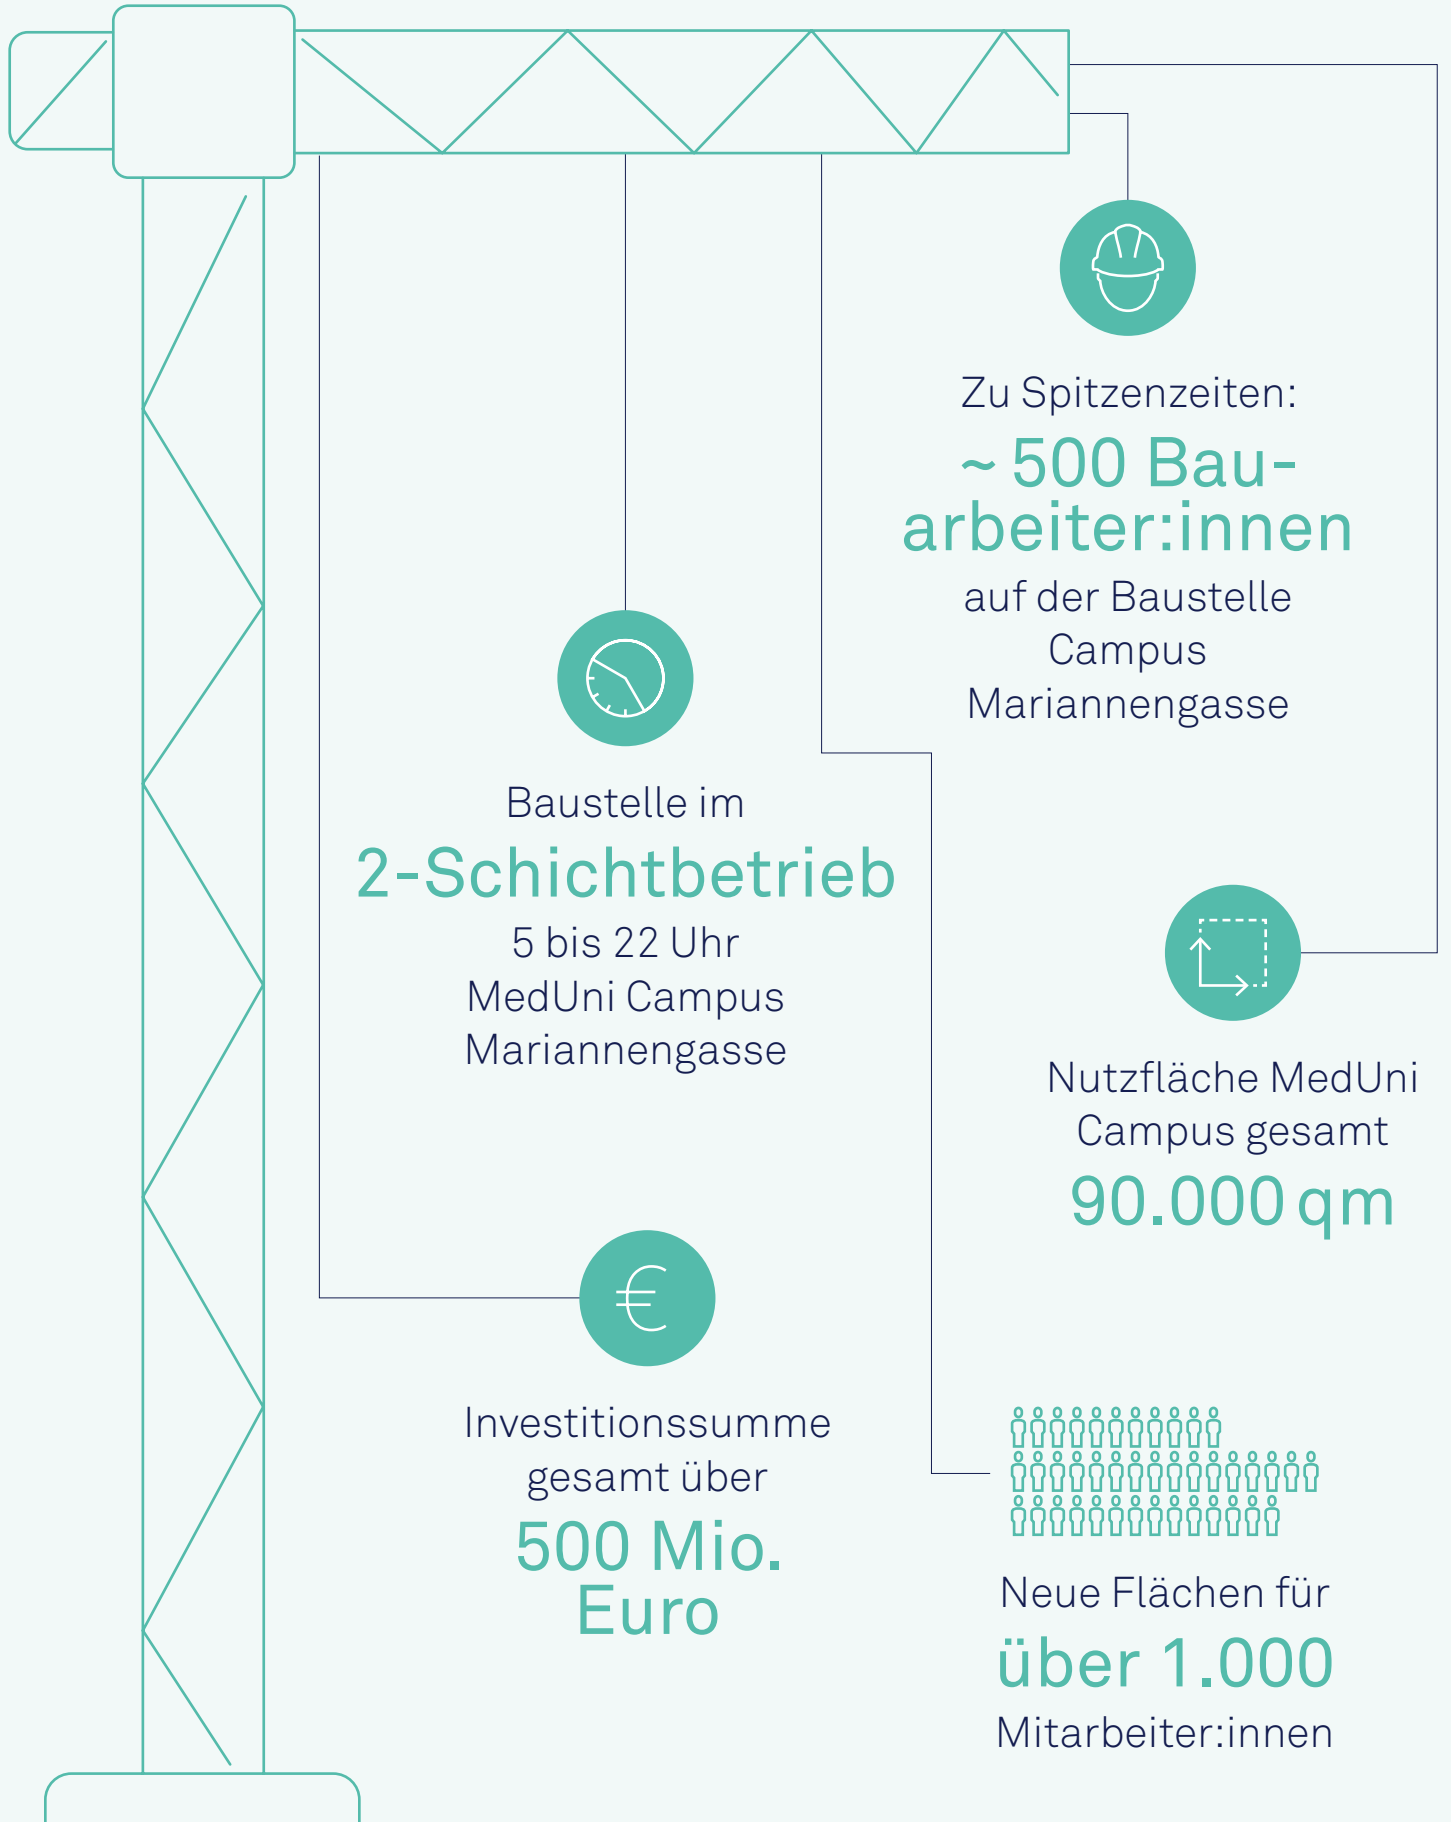 Zu Spitzenzeiten:
~ 500 Bau-
arbeiter:innen
auf der Baustelle
Campus
Mariannengasse
Baustelle im
2-Schichtbetrieb
5 bis 22 Uhr
MedUni Campus
Mariannengasse
Nutzfläche MedUni
Campus gesamt
90.000 qm
€
Investitionssumme
gesamt über
500 Mio.
Euro
Neue Flächen für
über 1.000
Mitarbeiter:innen